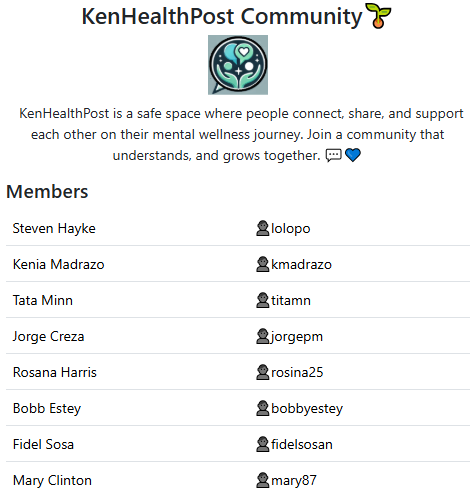 KenHealthPost Community🌱
KenHealthPost is a safe space where people connect, share, and support
each other on their mental wellness journey. Join a community that
understands, and grows together. 💬💙
Members
Steven Hayke 👤lolopo
Kenia Madrazo 👤kmadrazo
Tata Minn 👤titamn
Jorge Creza 👤jorgepm
Rosana Harris 👤rosina25
Bobb Estey 👤bobbyestey
Fidel Sosa 👤fidelsosan
Mary Clinton 👤mary87